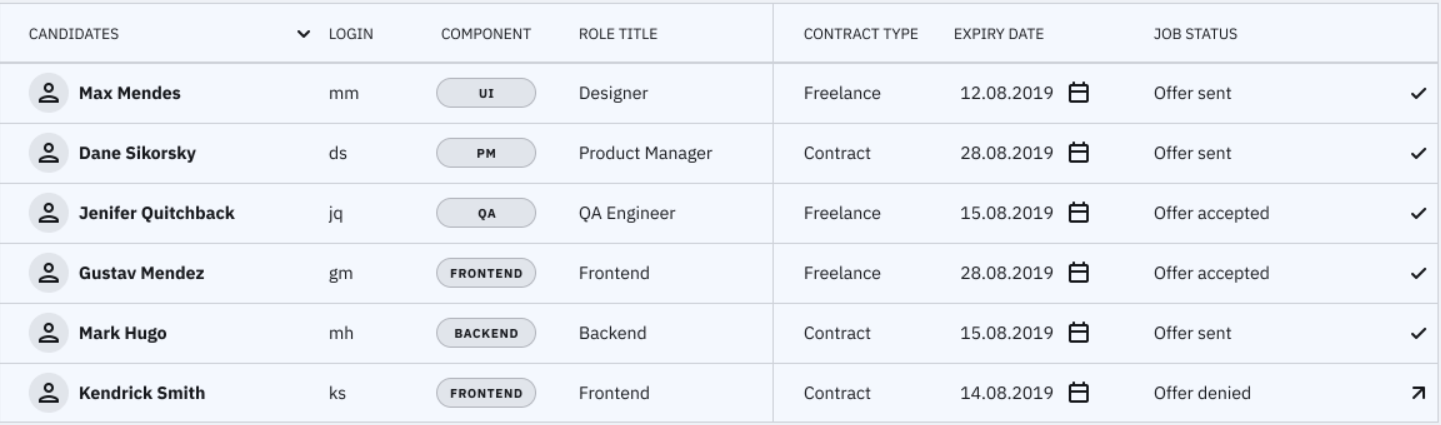 CANDIDATES LOGIN COMPONENT ROLE TITLE CONTRACT TYPE EXPIRY DATE JOB STATUS
Max Mendes mm UI Designer Freelance 12.08.2019 Offer sent
Dane Sikorsky ds PM Product Manager Contract 28.08.2019 Offer sent
Jenifer Quitchback jq QA QA Engineer Freelance 15.08.2019 Offer accepted
Gustav Mendez gm FRONTEND Frontend Freelance 28.08.2019 Offer accepted
Mark Hugo mh BACKEND Backend Contract 15.08.2019 Offer sent
Kendrick Smith ks FRONTEND Frontend Contract 14.08.2019 Offer denied